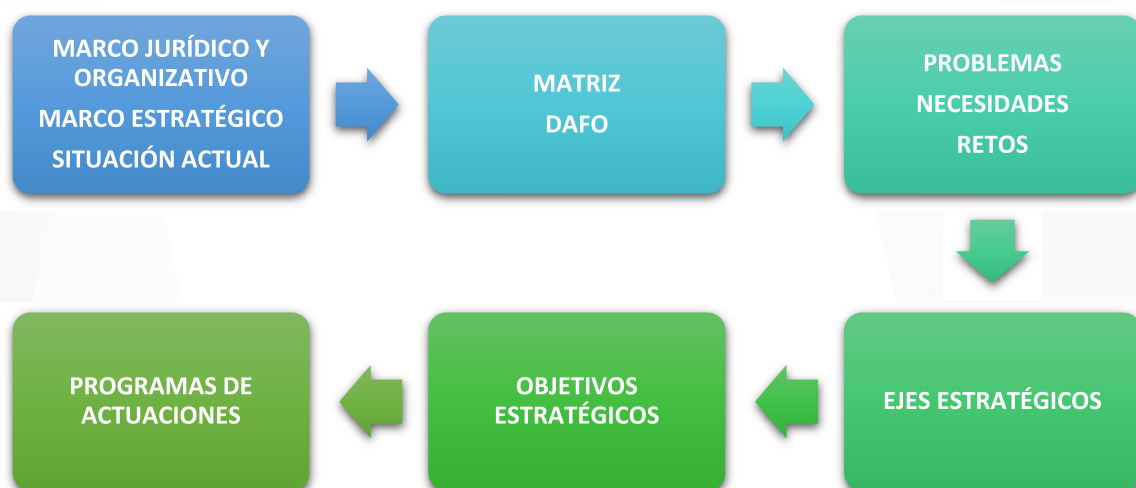 MARCO JURÍDICO Y
ORGANIZATIVO
MARCO ESTRATÉGICO
SITUACIÓN ACTUAL
MATRIZ
DAFO
PROBLEMAS
NECESIDADES
RETOS
EJES ESTRATÉGICOS
OBJETIVOS
ESTRATÉGICOS
PROGRAMAS DE
ACTUACIONES